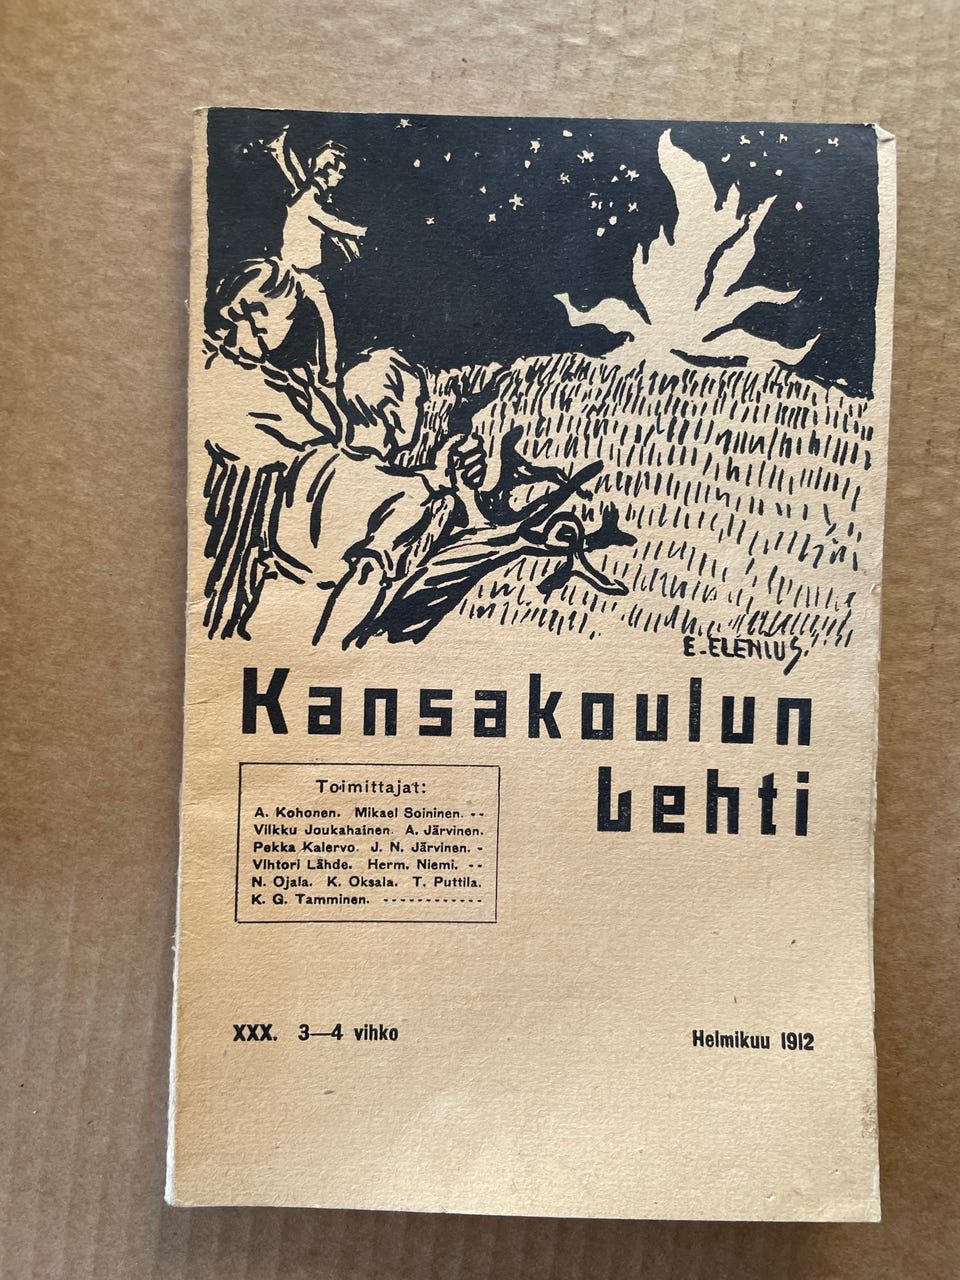 E. ELENIUS.
Kansakoulun
Lehti
Toimittajat:
A. Kohonen. Mikael Soininen. --
Vilkku Joukahainen. A. Järvinen.
Pekka Kalervo. J. N. Järvinen. -
Vihtori Lähde. Herm. Niemi. --
N. Ojala. K. Oksala. T. Puttila.
K. G. Tamminen. ------------
XXX. 3—4 vihko
Helmikuu 1912